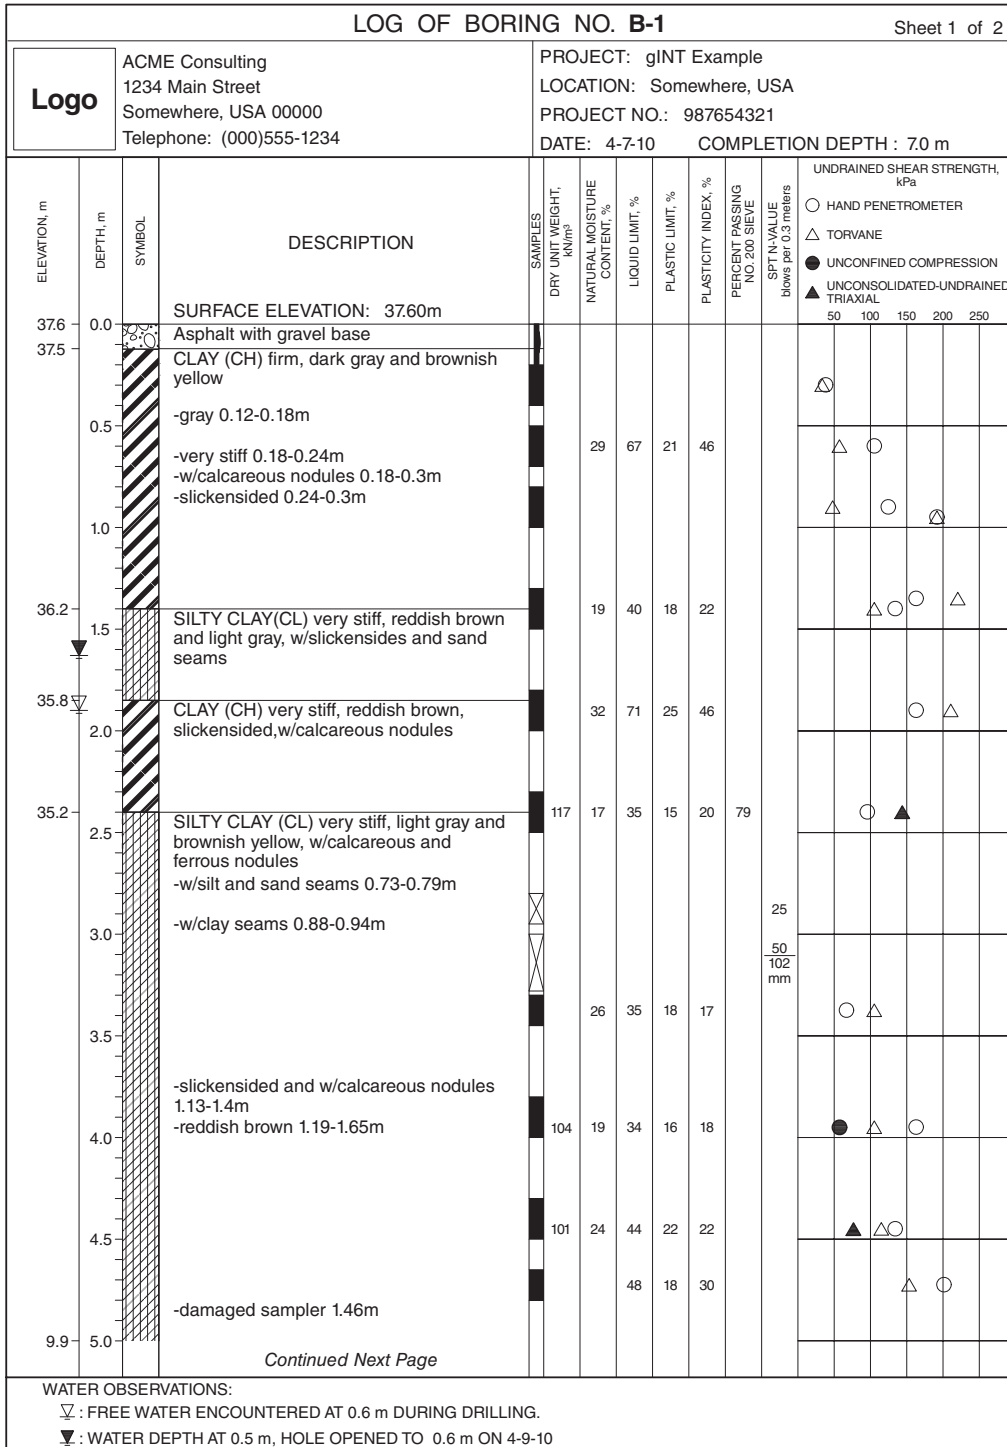 LOG OF BORING NO. B-1
Sheet 1 of 2
Logo
ACME Consulting
1234 Main Street
Somewhere, USA 00000
Telephone: (000)555-1234
PROJECT: gINT Example
LOCATION: Somewhere, USA
PROJECT NO.: 987654321
DATE: 4-7-10 COMPLETION DEPTH : 7.0 m
ELEVATION, m
DEPTH, m
SYMBOL
DESCRIPTION
SURFACE ELEVATION: 37.60m
SAMPLES
DRY UNIT WEIGHT,
kN/m³
NATURAL MOISTURE
CONTENT, %
LIQUID LIMIT, %
PLASTIC LIMIT, %
PLASTICITY INDEX, %
PERCENT PASSING
NO. 200 SIEVE
SPT N-VALUE
blows per 0.3 meters
UNDRAINED SHEAR STRENGTH,
kPa
HAND PENETROMETER
TORVANE
UNCONFINED COMPRESSION
UNCONSOLIDATED-UNDRAINED
TRIAXIAL
50 100 150 200 250
37.6 0.0
Asphalt with gravel base
37.5
CLAY (CH) firm, dark gray and brownish
yellow
-gray 0.12-0.18m
0.5
29 67 21 46
-very stiff 0.18-0.24m
-w/calcareous nodules 0.18-0.3m
-slickensided 0.24-0.3m
1.0
36.2
19 40 18 22
SILTY CLAY(CL) very stiff, reddish brown
1.5
and light gray, w/slickensides and sand
seams
35.8
CLAY (CH) very stiff, reddish brown,
32 71 25 46
2.0
slickensided,w/calcareous nodules
35.2
117 17 35 15 20 79
SILTY CLAY (CL) very stiff, light gray and
2.5
brownish yellow, w/calcareous and
ferrous nodules
-w/silt and sand seams 0.73-0.79m
25
-w/clay seams 0.88-0.94m
3.0
50
102
mm
26 35 18 17
3.5
-slickensided and w/calcareous nodules
1.13-1.4m
-reddish brown 1.19-1.65m
104 19 34 16 18
4.0
101 24 44 22 22
4.5
48 18 30
-damaged sampler 1.46m
9.9 5.0
Continued Next Page
WATER OBSERVATIONS:
: FREE WATER ENCOUNTERED AT 0.6 m DURING DRILLING.
: WATER DEPTH AT 0.5 m, HOLE OPENED TO 0.6 m ON 4-9-10